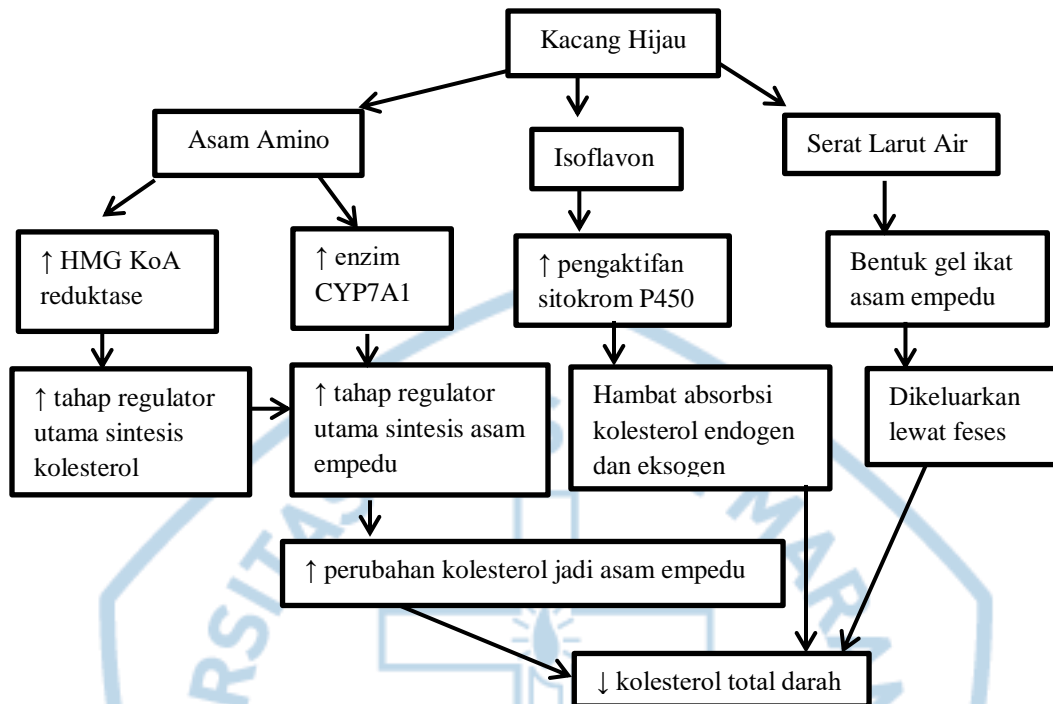 Kacang Hijau
Asam Amino
Isoflavon
Serat Larut Air
↑ HMG KoA
reduktase
↑ enzim
CYP7A1
↑ pengaktifan
sitokrom P450
Bentuk gel ikat
asam empedu
↑ tahap regulator
utama sintesis
kolesterol
↑ tahap regulator
utama sintesis asam
empedu
Hambat absorbsi
kolesterol endogen
dan eksogen
Dikeluarkan
lewat feses
↑ perubahan kolesterol jadi asam empedu
↓ kolesterol total darah